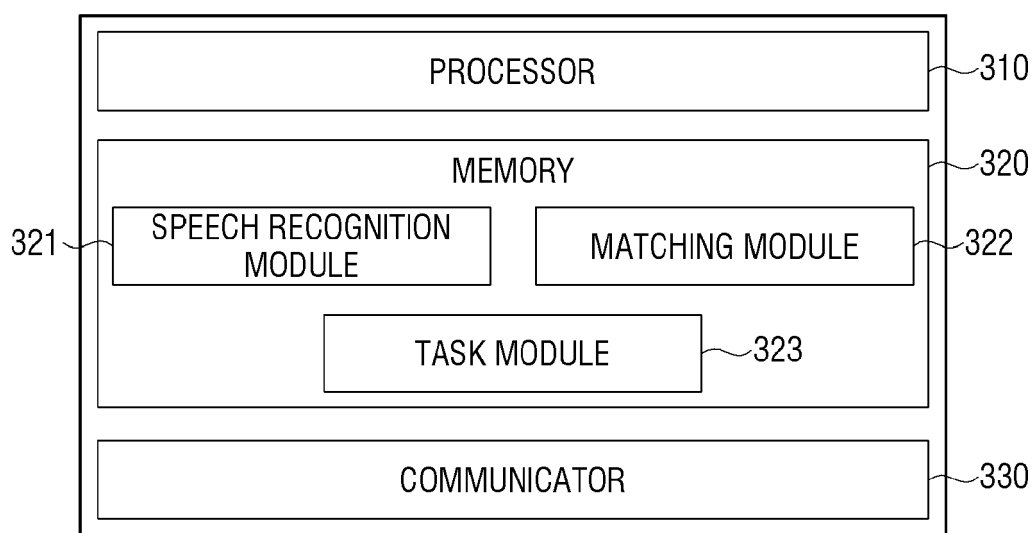 PROCESSOR
310
MEMORY
320
321
SPEECH RECOGNITION
MODULE
MATCHING MODULE
322
TASK MODULE
323
COMMUNICATOR
330